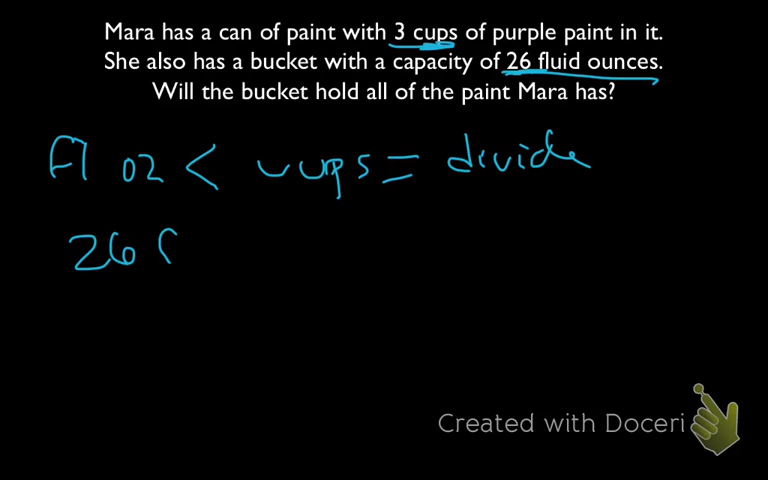 Mara has a can of paint with 3 cups of purple paint in it.
She also has a bucket with a capacity of 26 fluid ounces.
Will the bucket hold all of the paint Mara has?
Fl oz < cups = divide
26
Created with Doceri